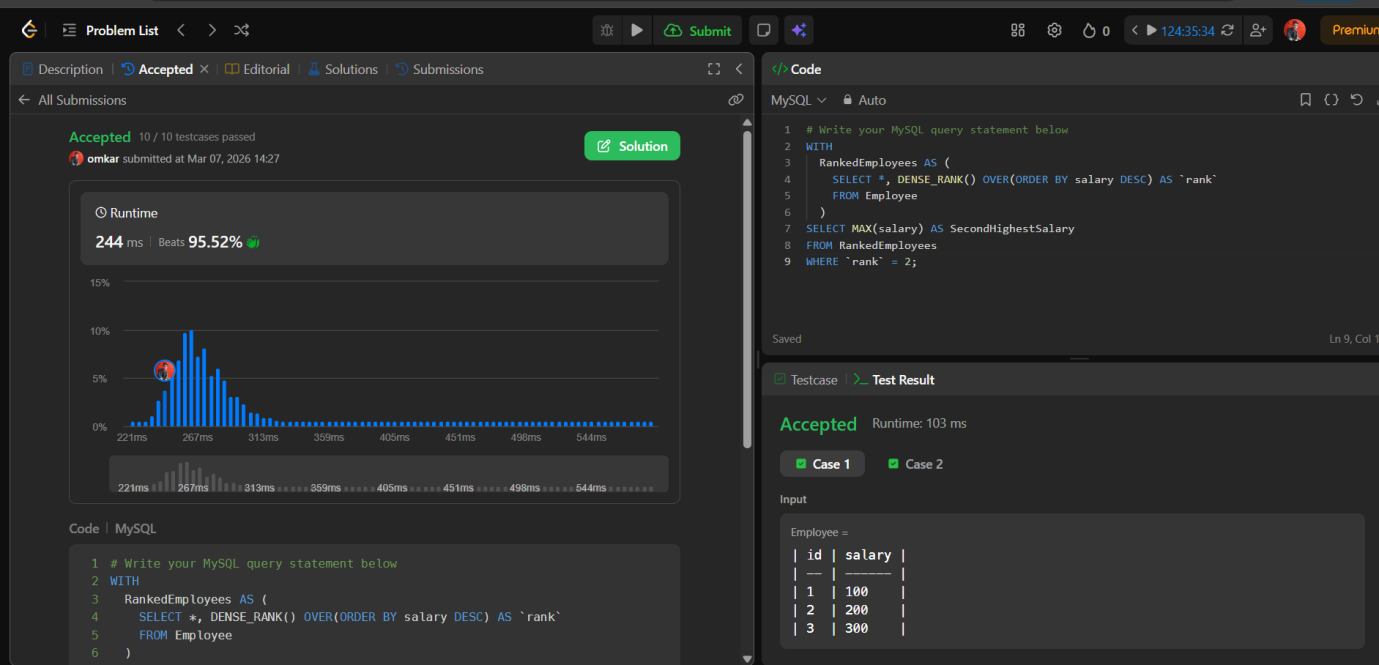 Problem List
Submit
0
124:35:34
Premium
Description
Accepted
Editorial
Solutions
Submissions
All Submissions
Accepted 10 / 10 testcases passed
omkar submitted at Mar 07, 2026 14:27
Solution
Runtime
244 ms Beats 95.52%
15%
10%
5%
0%
221ms 267ms 313ms 359ms 405ms 451ms 498ms 544ms
221ms 267ms 313ms 359ms 405ms 451ms 498ms 544ms
Code MySQL
1 # Write your MySQL query statement below
2 WITH
3 RankedEmployees AS (
4 SELECT *, DENSE_RANK() OVER(ORDER BY salary DESC) AS `rank`
5 FROM Employee
6 )
</> Code
MySQL Auto
1 # Write your MySQL query statement below
2 WITH
3 RankedEmployees AS (
4 SELECT *, DENSE_RANK() OVER(ORDER BY salary DESC) AS `rank`
5 FROM Employee
6 )
7 SELECT MAX(salary) AS SecondHighestSalary
8 FROM RankedEmployees
9 WHERE `rank` = 2;
Saved
Ln 9, Col 1
Testcase
>_ Test Result
Accepted Runtime: 103 ms
Case 1 Case 2
Input
Employee =
| id | salary |
| -- | ------ |
| 1 | 100 |
| 2 | 200 |
| 3 | 300 |